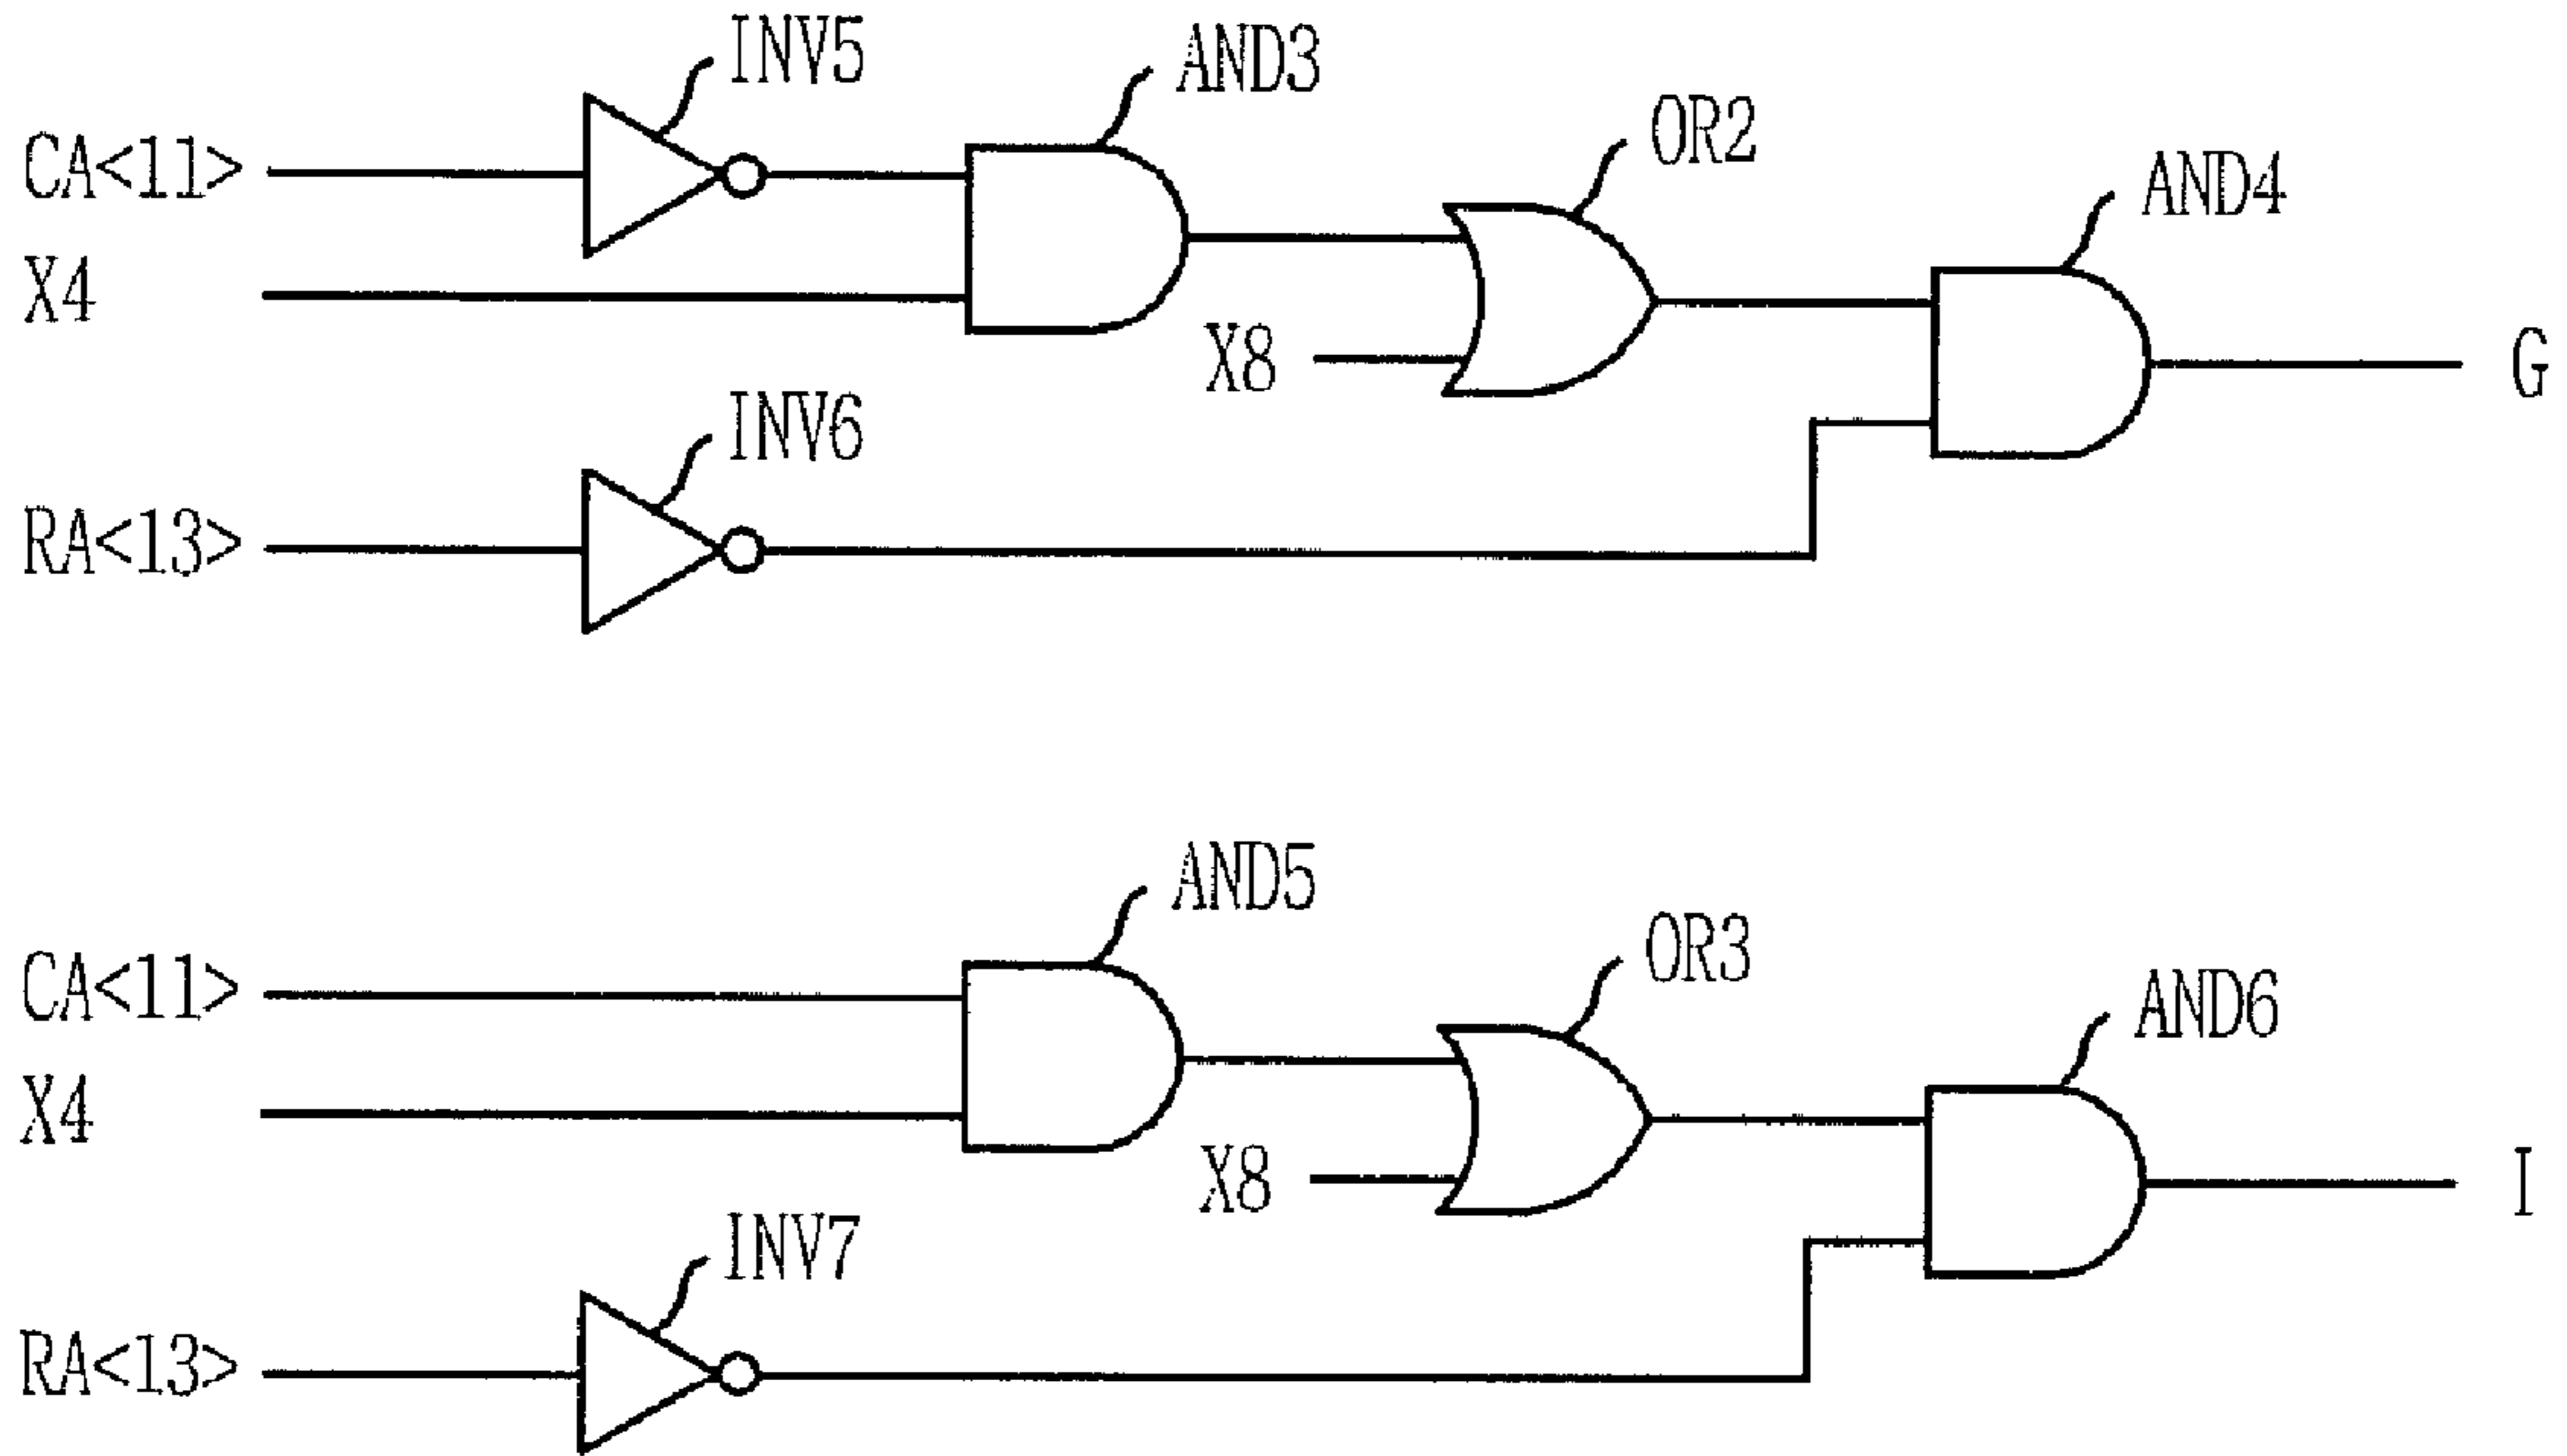 INV5
AND3
CA<11>
OR2
AND4
X4
X8
G
INV6
RA<13>
AND5
OR3
CA<11>
AND6
X4
X8
I
INV7
RA<13>